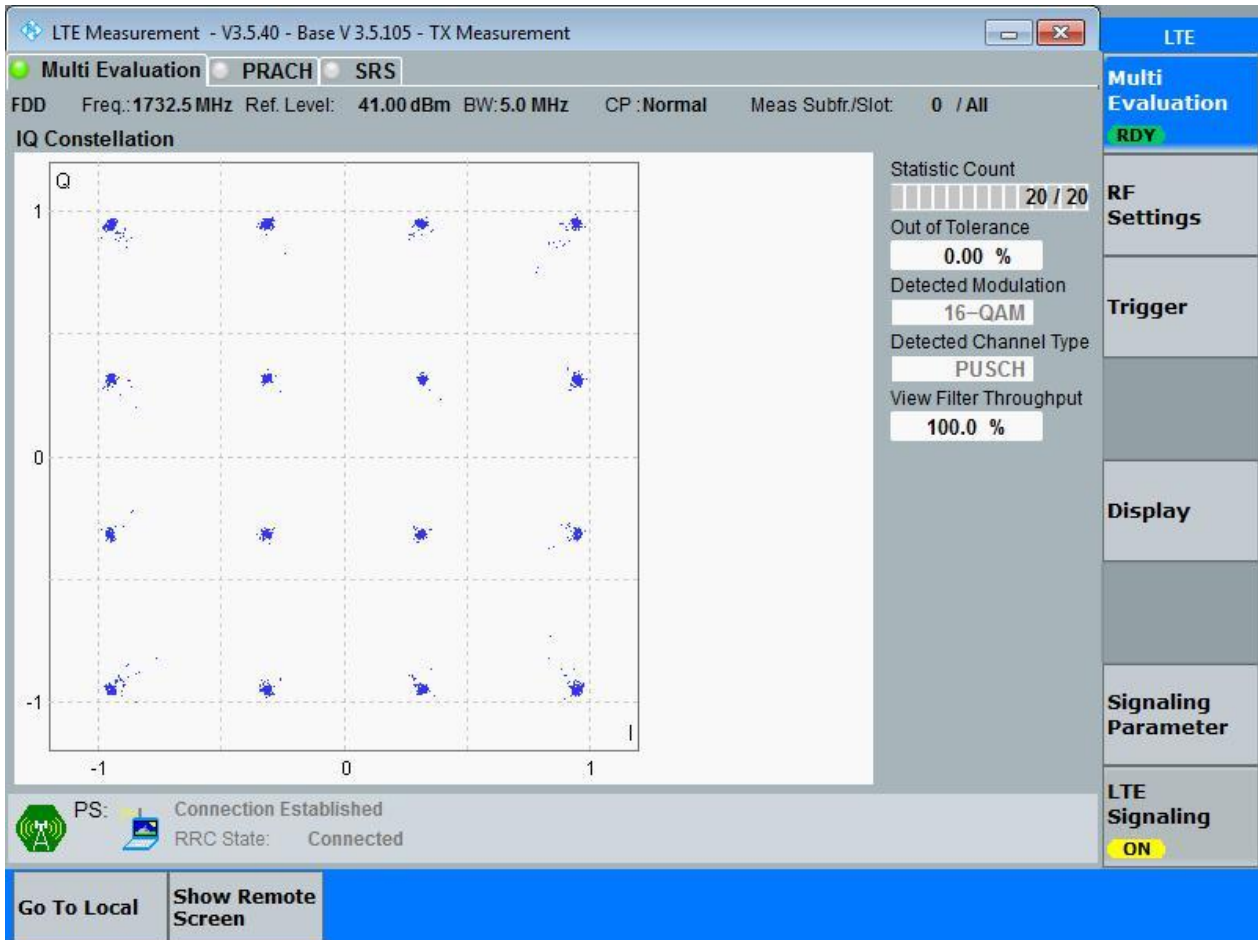 LTE Measurement - V3.5.40 - Base V 3.5.105 - TX Measurement
LTE
Multi Evaluation PRACH SRS
Multi
Evaluation
RDY
FDD Freq.: 1732.5 MHz Ref. Level: 41.00 dBm BW: 5.0 MHz CP : Normal Meas Subfr./Slot: 0 / All
IQ Constellation
Q
1
0
-1
I
-1 0 1
Statistic Count
20 / 20
Out of Tolerance
0.00 %
Detected Modulation
16-QAM
Detected Channel Type
PUSCH
View Filter Throughput
100.0 %
RF
Settings
Trigger
Display
Signaling
Parameter
LTE
Signaling
ON
PS: Connection Established
RRC State: Connected
Go To Local
Show Remote
Screen